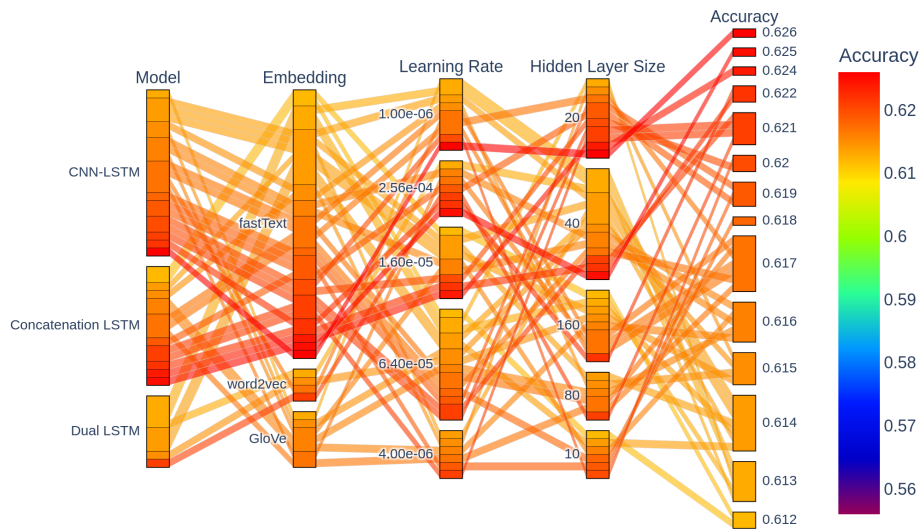 Model
Embedding
Learning Rate
Hidden Layer Size
Accuracy
CNN-LSTM
Concatenation LSTM
Dual LSTM
fastText
word2vec
GloVe
1.00e-06
2.56e-04
1.60e-05
6.40e-05
4.00e-06
20
40
160
80
10
0.626
0.625
0.624
0.622
0.621
0.62
0.619
0.618
0.617
0.616
0.615
0.614
0.613
0.612
Accuracy
0.62
0.61
0.6
0.59
0.58
0.57
0.56